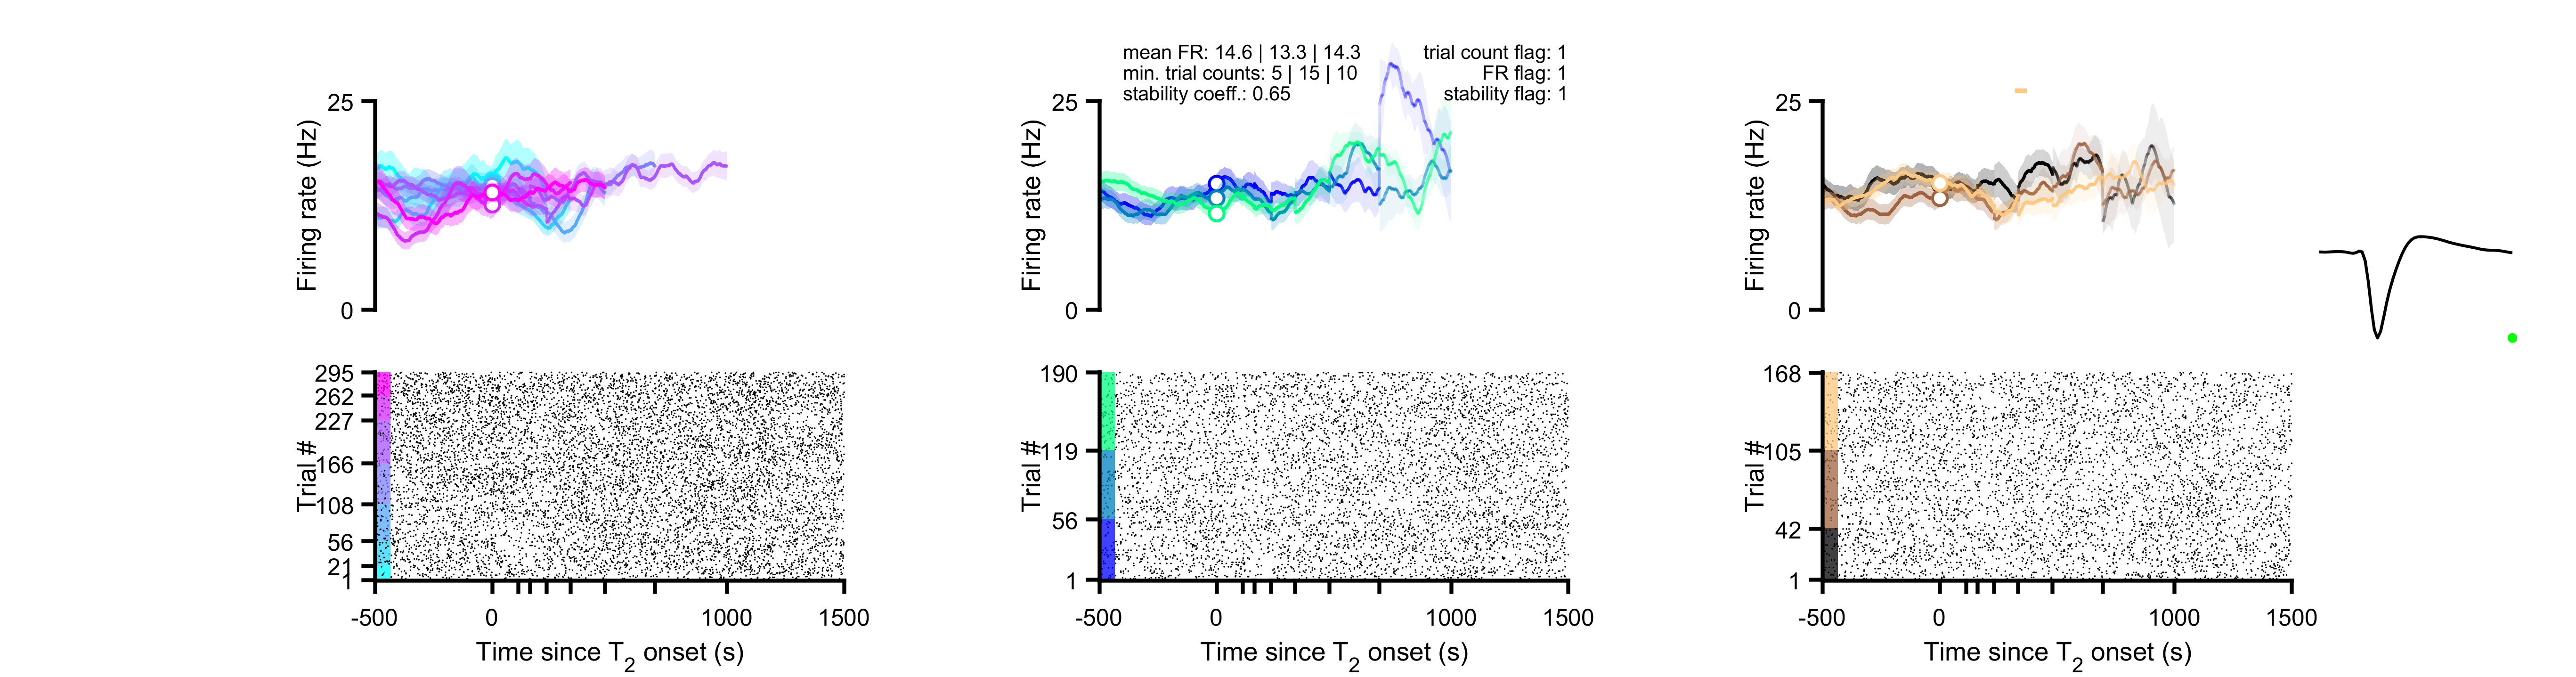 mean FR: 14.6 | 13.3 | 14.3
min. trial counts: 5 | 15 | 10
stability coeff.: 0.65
trial count flag: 1
FR flag: 1
stability flag: 1
Firing rate (Hz)
25
0
Firing rate (Hz)
25
0
Firing rate (Hz)
25
0
Trial #
295
262
227
166
108
56
21
1
-500 0 1000 1500
Time since T2 onset (s)
Trial #
190
119
56
1
-500 0 1000 1500
Time since T2 onset (s)
Trial #
168
105
42
1
-500 0 1000 1500
Time since T2 onset (s)